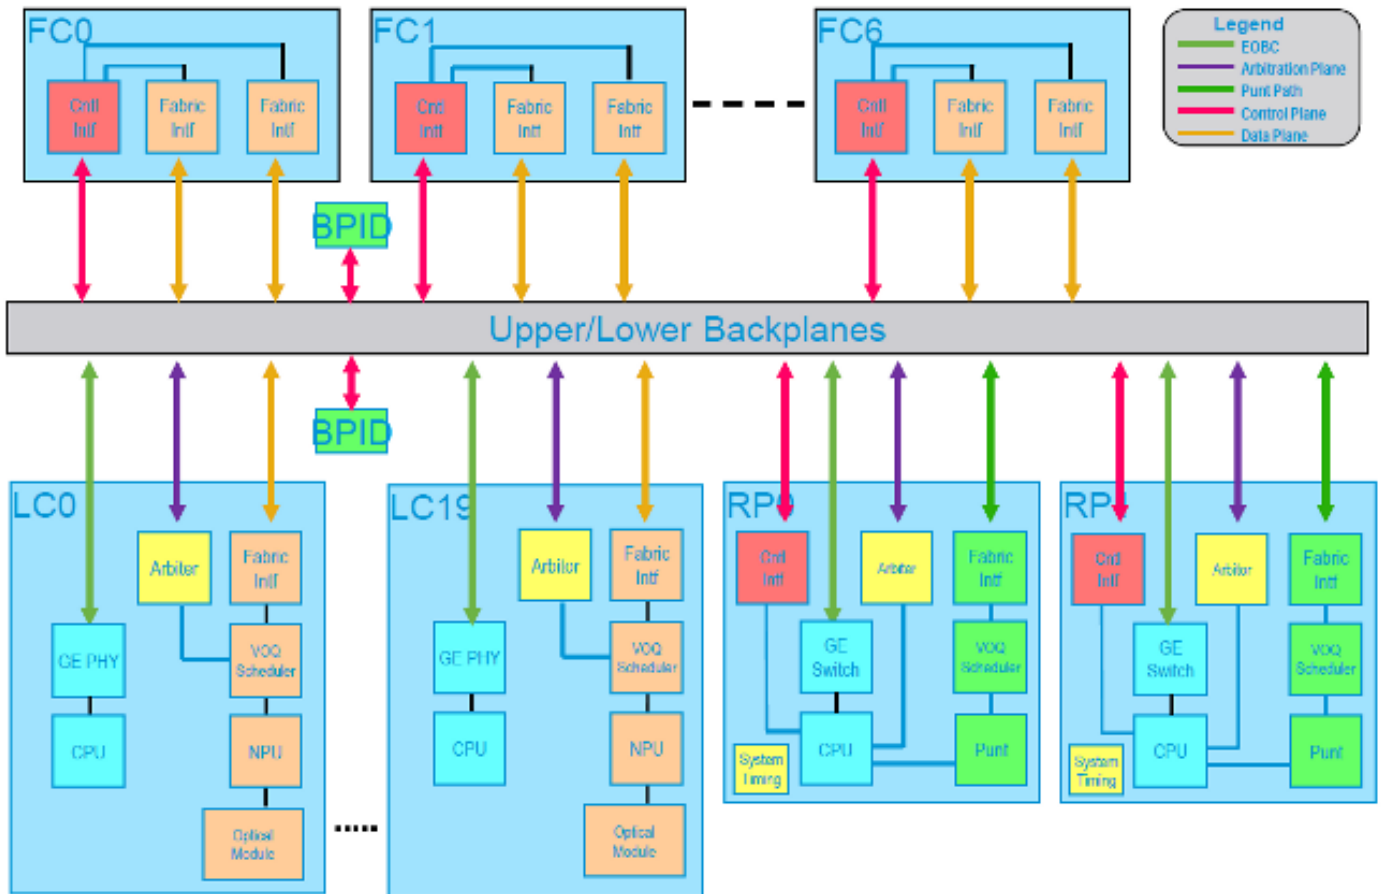 FC0
FC1
FC6
Legend
EOBC
Arbitration Plane
Punt Path
Control Plane
Data Plane
Cntl
Intf
Fabric
Intf
Fabric
Intf
Cntl
Intf
Fabric
Intf
Fabric
Intf
Cntl
Intf
Fabric
Intf
Fabric
Intf
BPID
Upper/Lower Backplanes
BPID
LC0
LC19
RP0
Arbiter
Fabric
Intf
GE PHY
VOQ
Scheduler
CPU
NPU
Optical
Module
Arbitor
Fabric
Intf
GE PHY
VOQ
Scheduler
CPU
NPU
Optical
Module
Cntl
Intf
Arbiter
Fabric
Intf
GE
Switch
VOQ
Scheduler
System
Timing
CPU
Punt
Cntl
Intf
Arbitor
Fabric
Intf
GE
Switch
VOQ
Scheduler
System
Timing
CPU
Punt